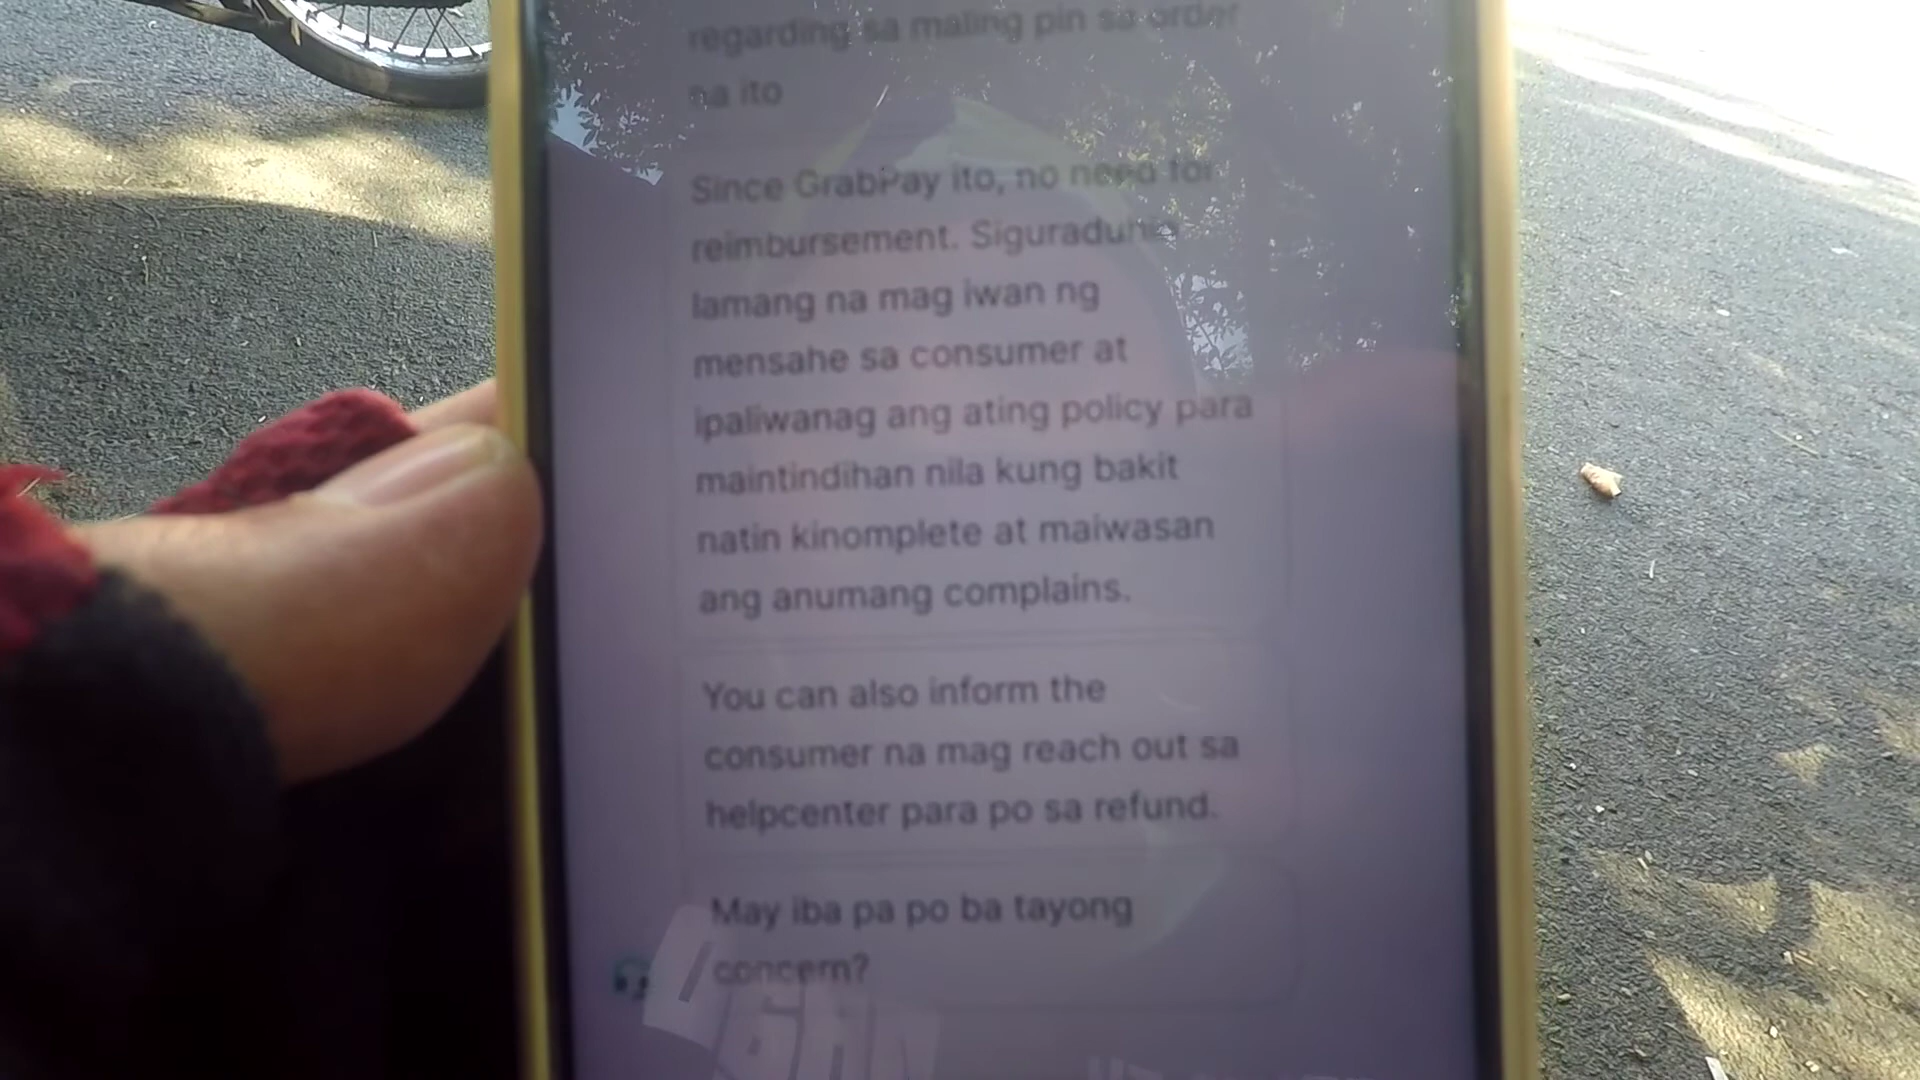 regarding sa maling pin sa order
na ito
Since GrabPay ito, no need for
reimbursement. Siguraduhin
lamang na mag iwan ng
mensahe sa consumer at
ipaliwanag ang ating policy para
maintindihan nila kung bakit
natin kinomplete at maiwasan
ang anumang complains.
You can also inform the
consumer na mag reach out sa
helpcenter para po sa refund.
May iba pa po ba tayong
concern?